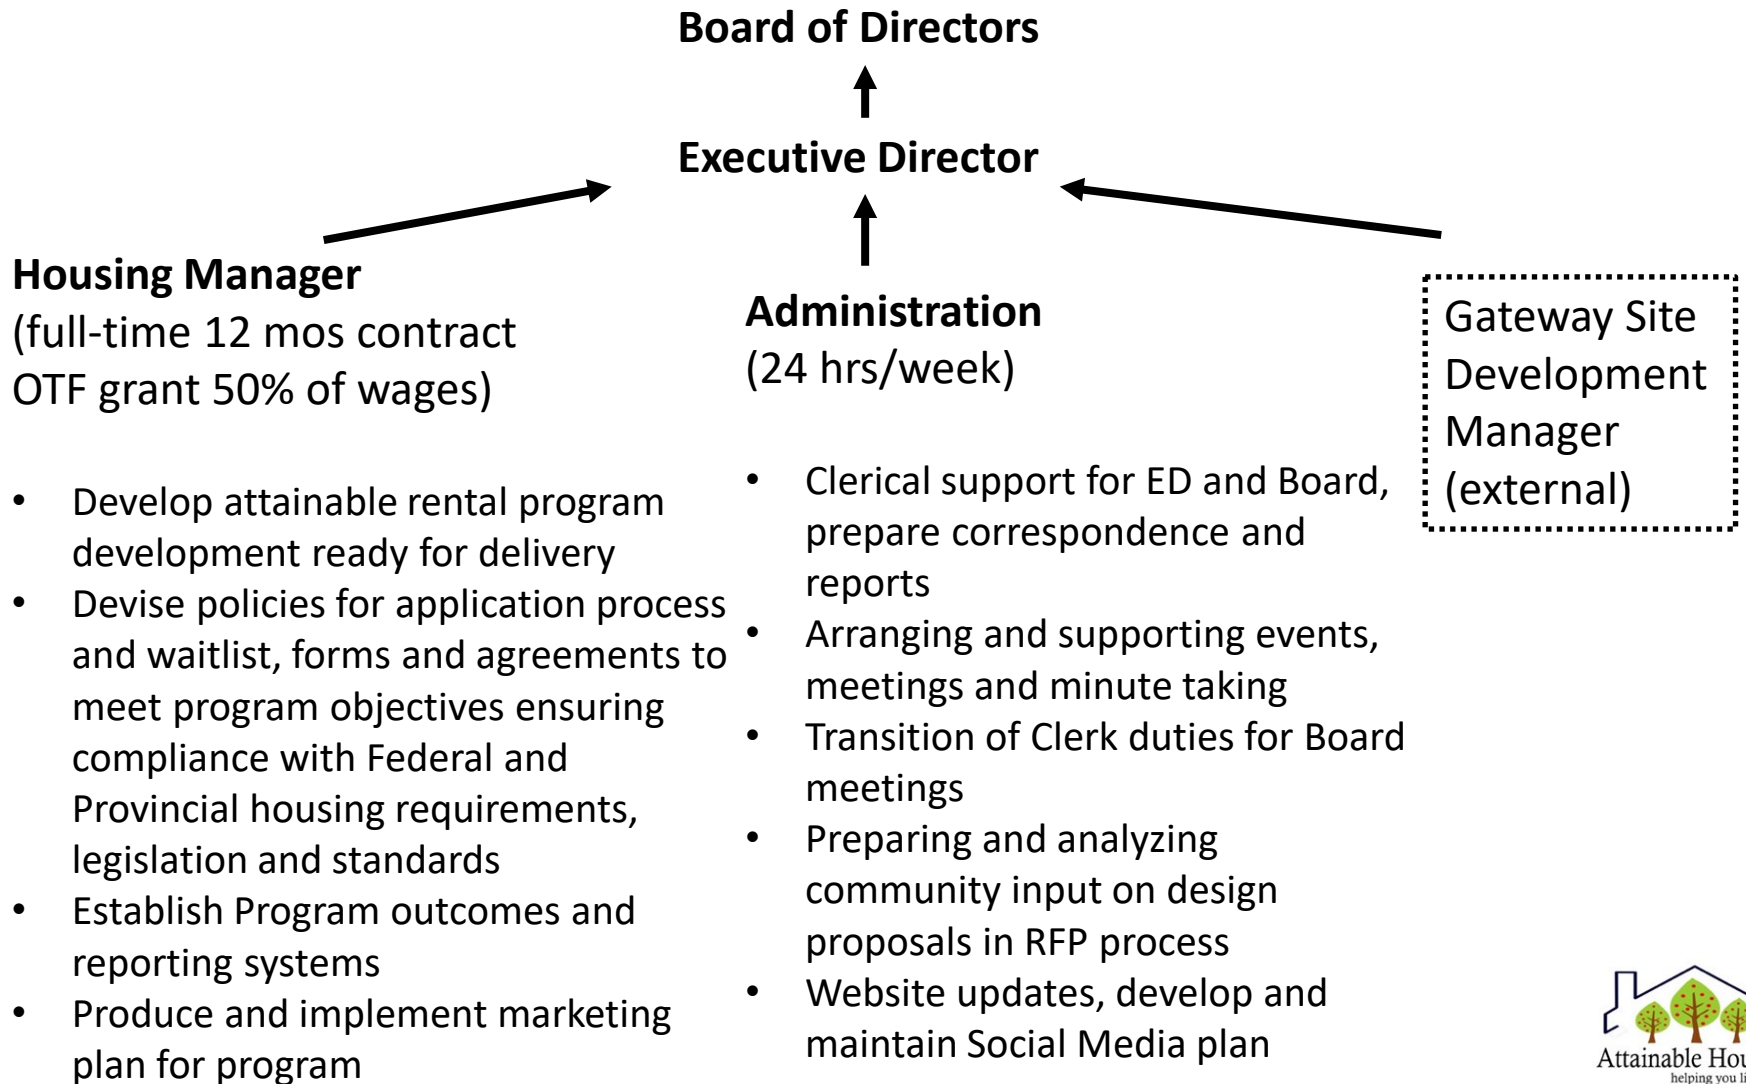 Board of Directors
Executive Director
Housing Manager
(full-time 12 mos contract
OTF grant 50% of wages)
• Develop attainable rental program
development ready for delivery
• Devise policies for application process
and waitlist, forms and agreements to
meet program objectives ensuring
compliance with Federal and
Provincial housing requirements,
legislation and standards
• Establish Program outcomes and
reporting systems
• Produce and implement marketing
plan for program
Administration
(24 hrs/week)
• Clerical support for ED and Board,
prepare correspondence and
reports
• Arranging and supporting events,
meetings and minute taking
• Transition of Clerk duties for Board
meetings
• Preparing and analyzing
community input on design
proposals in RFP process
• Website updates, develop and
maintain Social Media plan
Gateway Site
Development
Manager
(external)
Attainable
helping you